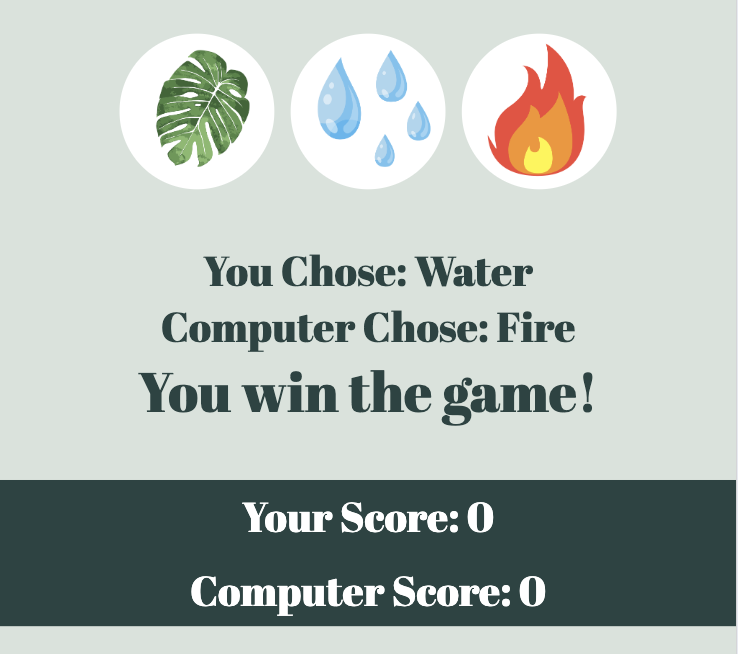 You Chose: Water
Computer Chose: Fire
You win the game!
Your Score: 0
Computer Score: 0